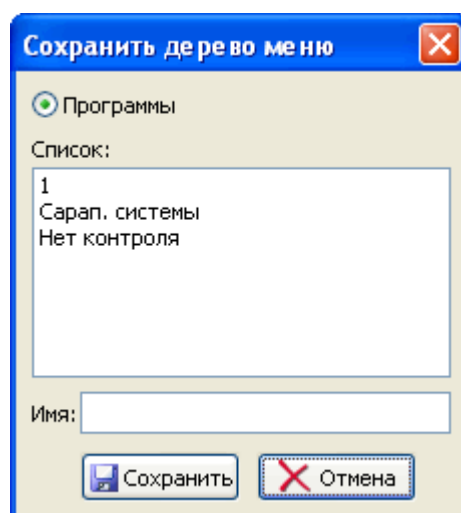 Сохранить дерево меню
Программы
Список:
1
Сарап. системы
Нет контроля
Имя:
Сохранить Отмена